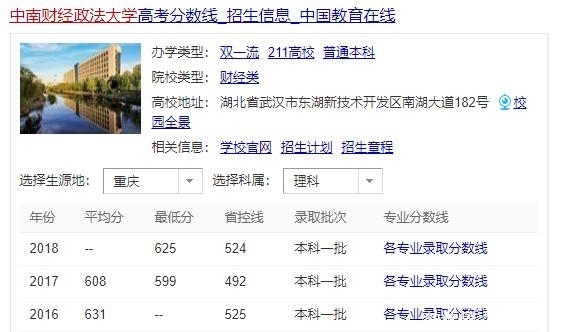 中南财经政法大学高考分数线_招生信息_中国教育在线
办学类型： 双一流 211高校 普通本科
院校类型： 财经类
高校地址： 湖北省武汉市东湖新技术开发区南湖大道182号 校
园全景
相关信息： 学校官网 招生计划 招生章程
选择生源地： 重庆 选择科属： 理科
年份 平均分 最低分 省控线 录取批次 专业分数线
2018 -- 625 524 本科一批 各专业录取分数线
2017 608 599 492 本科一批 各专业录取分数线
2016 631 -- 525 本科一批 各专业录取分数线